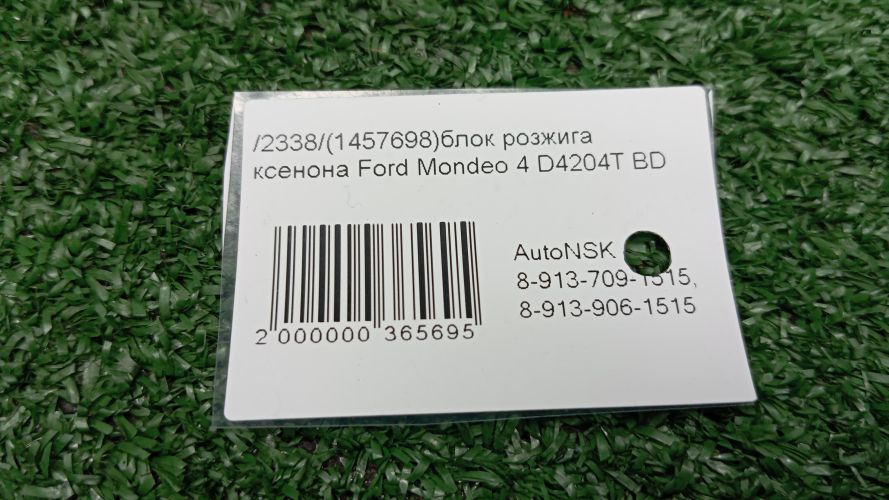 /2338/(1457698)блок розжига
ксенона Ford Mondeo 4 D4204T BD
AutoNSK
8-913-709-1515,
8-913-906-1515
2 000000 365695